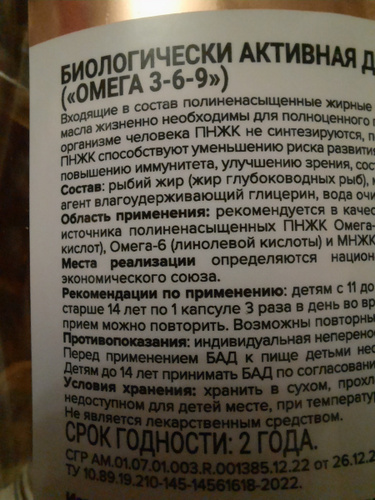 БИОЛОГИЧЕСКИ АКТИВНАЯ Д
(«ОМЕГА 3-6-9»)
Входящие в состав полиненасыщенные жирные
масла жизненно необходимы для полноценного
организме человека ПНЖК не синтезируются, п
ПНЖК способствуют уменьшению риска развити
повышению иммунитета, улучшению зрения, сос
Состав: рыбий жир (жир глубоководных рыб),
агент влагоудерживающий глицерин, вода очи
Область применения: рекомендуется в качес
источника полиненасыщенных ПНЖК Омега-
кислот), Омега-6 (линолевой кислоты) и МНЖК
Места реализации определяются национ
экономического союза.
Рекомендации по применению: детям с 11 до
старше 14 лет по 1 капсуле 3 раза в день во вр
прием можно повторить. Возможны повторны
Противопоказания: индивидуальная неперено
Перед применением БАД к пище детьми нес
Детям до 14 лет принимать БАД по согласован
Условия хранения: хранить в сухом, прохл
недоступном для детей месте, при температур
Не является лекарственным средством.
СРОК ГОДНОСТИ: 2 ГОДА.
СГР AM.01.07.01.003.R.001385.12.22 от 26.12.2
ТУ 10.89.19.210-145-14561618-2022.